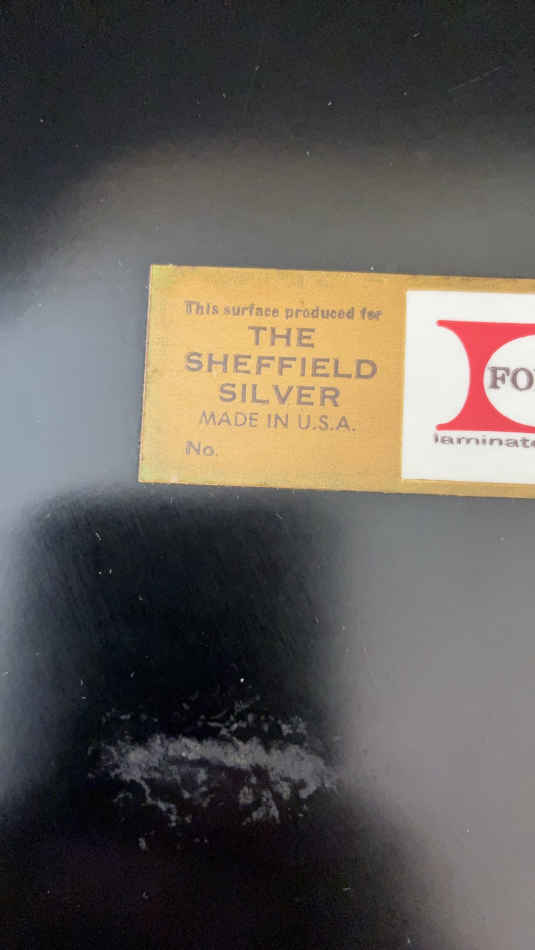 This surface produced for
THE
SHEFFIELD
SILVER
MADE IN U.S.A.
No.
FO
laminate